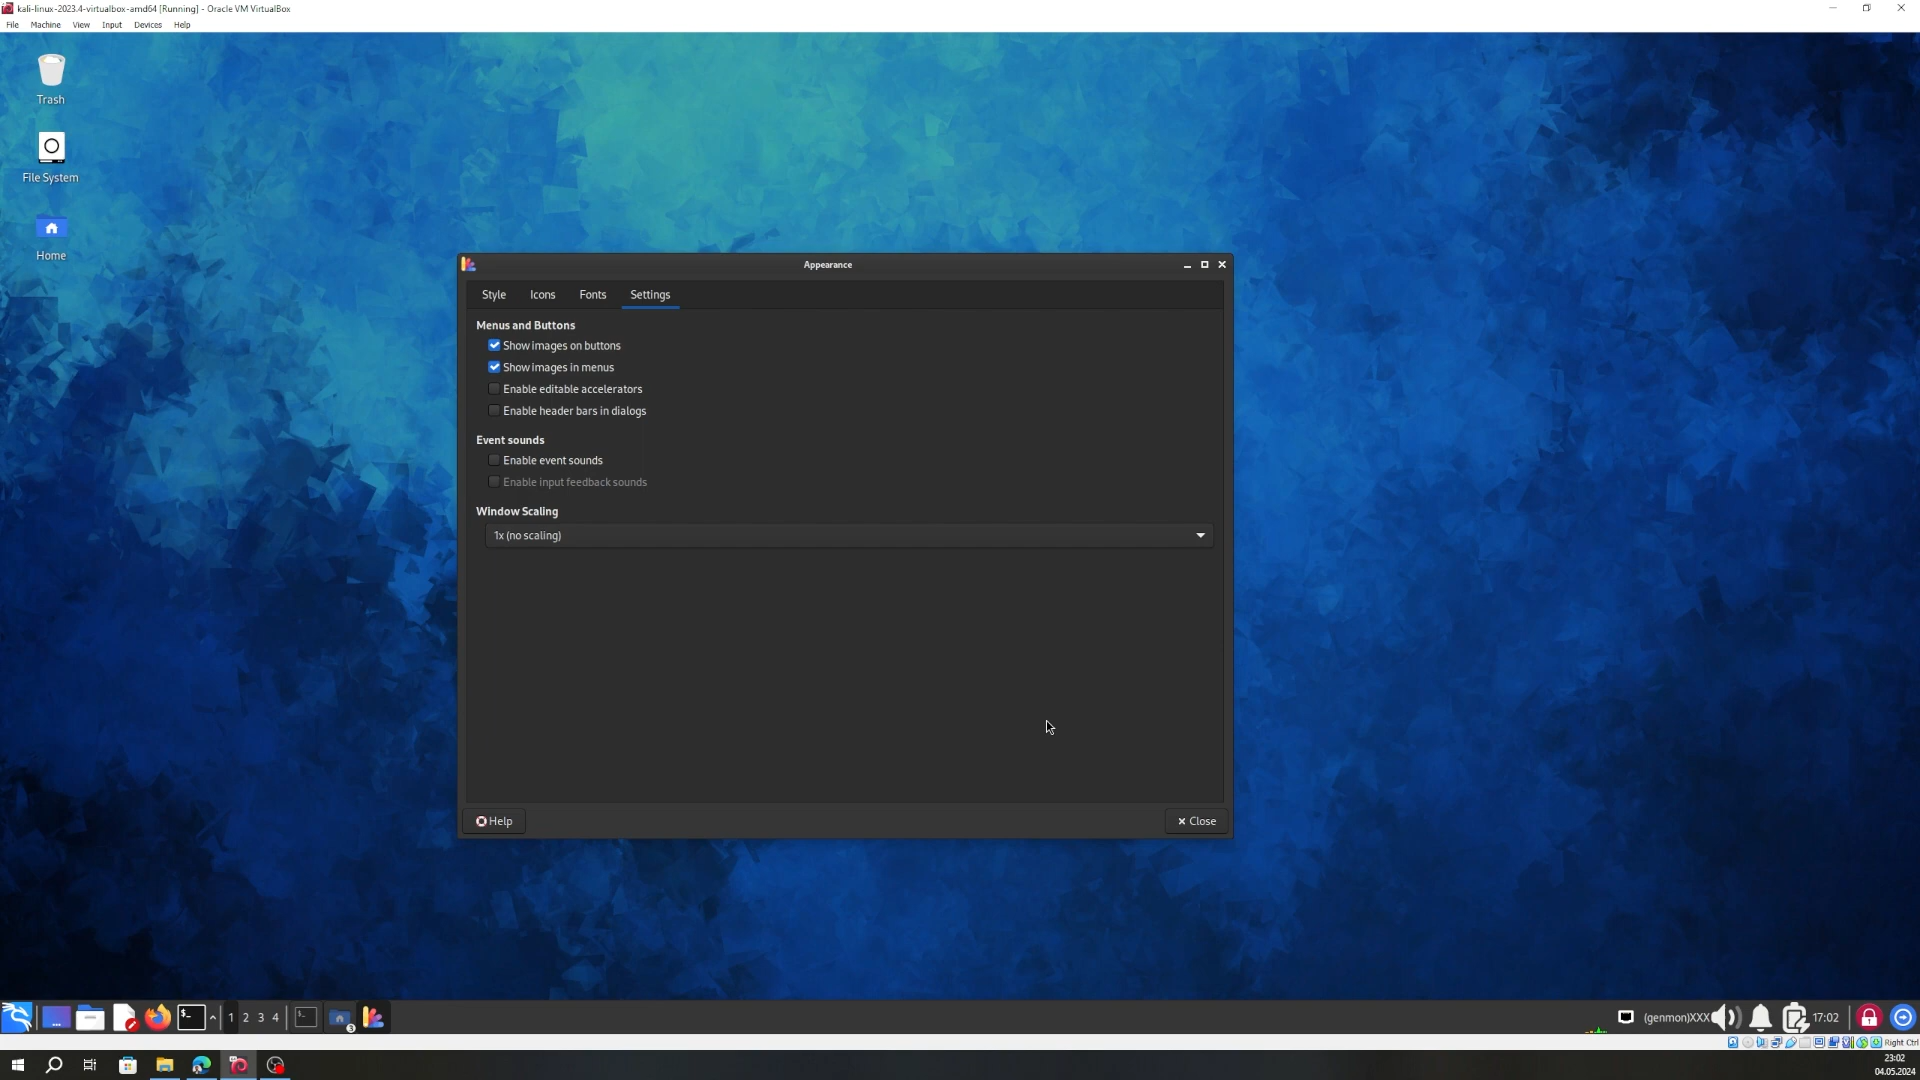 kali-linux-2023.4-virtualbox-amd64 [Running] - Oracle VM VirtualBox
File Machine View Input Devices Help
Trash
File System
Home
Appearance
Style Icons Fonts Settings
Menus and Buttons
Show images on buttons
Show images in menus
Enable editable accelerators
Enable header bars in dialogs
Event sounds
Enable event sounds
Enable input feedback sounds
Window Scaling
1x (no scaling)
Help
Close
1 2 3 4
3
(genmon)XXX
17:02
Right Ctrl
23:02
04.05.2024